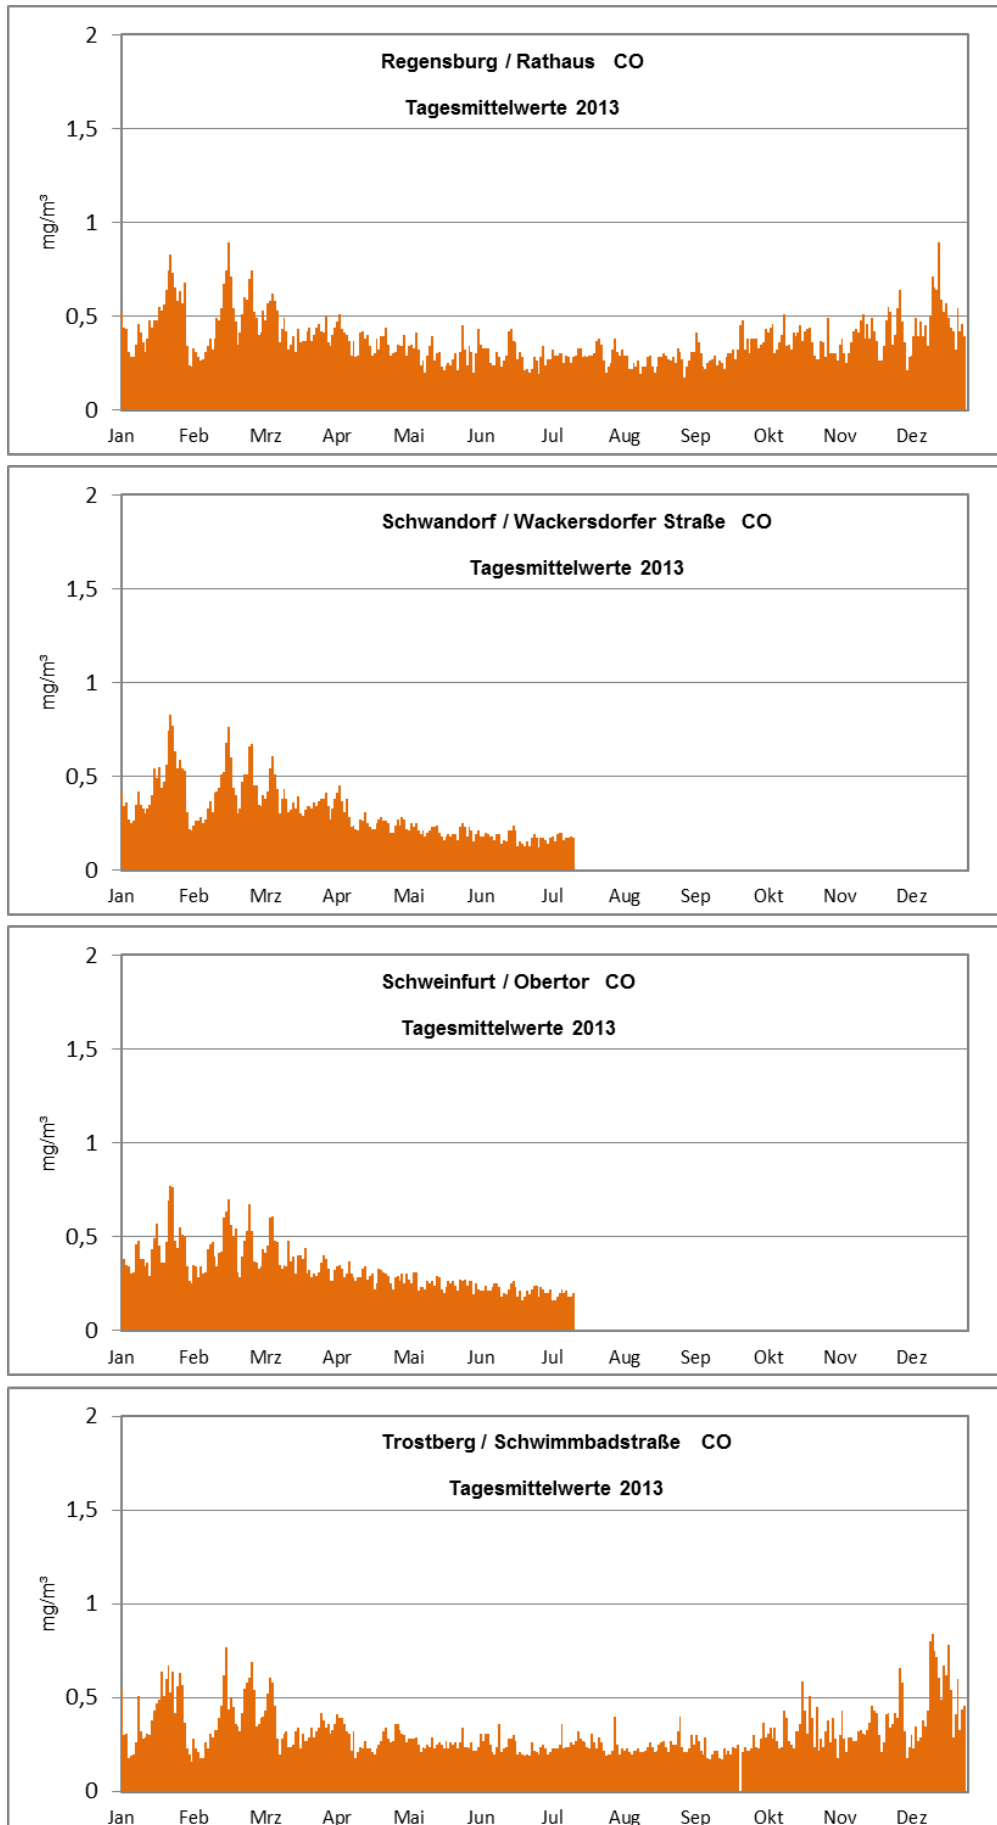 2
Regensburg / Rathaus CO
Tagesmittelwerte 2013
1,5
1
mg/m³
0,5
0
Jan Feb Mrz Apr Mai Jun Jul Aug Sep Okt Nov Dez
2
Schwandorf / Wackersdorfer Straße CO
Tagesmittelwerte 2013
1,5
1
mg/m³
0,5
0
Jan Feb Mrz Apr Mai Jun Jul Aug Sep Okt Nov Dez
2
Schweinfurt / Obertor CO
Tagesmittelwerte 2013
1,5
1
mg/m³
0,5
0
Jan Feb Mrz Apr Mai Jun Jul Aug Sep Okt Nov Dez
2
Trostberg / Schwimmbadstraße CO
Tagesmittelwerte 2013
1,5
1
mg/m³
0,5
0
Jan Feb Mrz Apr Mai Jun Jul Aug Sep Okt Nov Dez